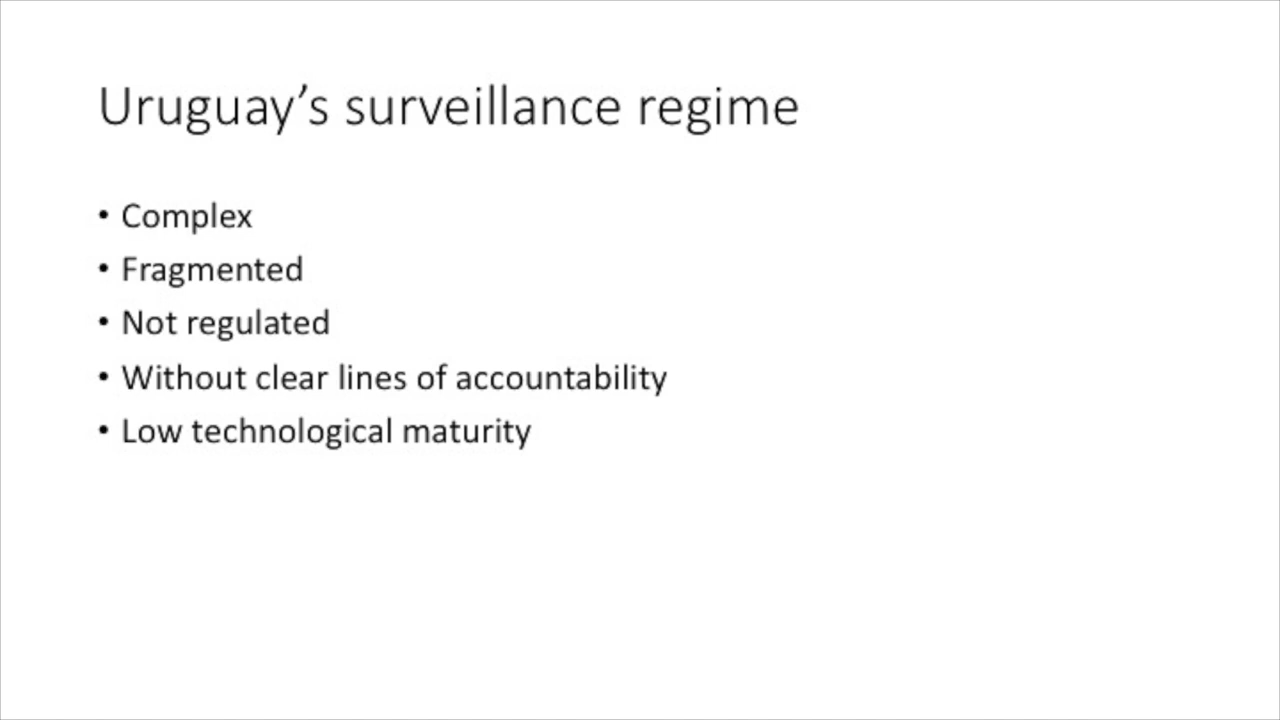 Uruguay’s surveillance regime
• Complex
• Fragmented
• Not regulated
• Without clear lines of accountability
• Low technological maturity